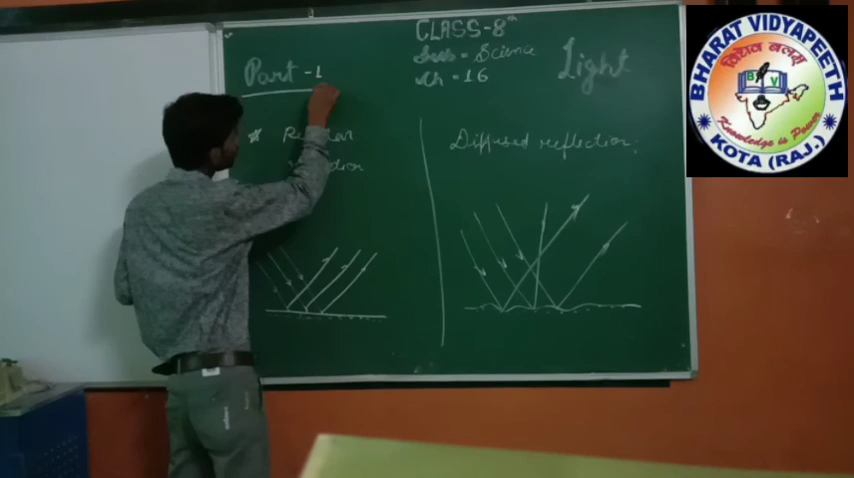 CLASS-8th
Sub = Science
Ch = 16
Light
Part -1
Diffused reflection;
BHARAT VIDYAPEETH
B V
Knowledge is Power
KOTA (RAJ.)